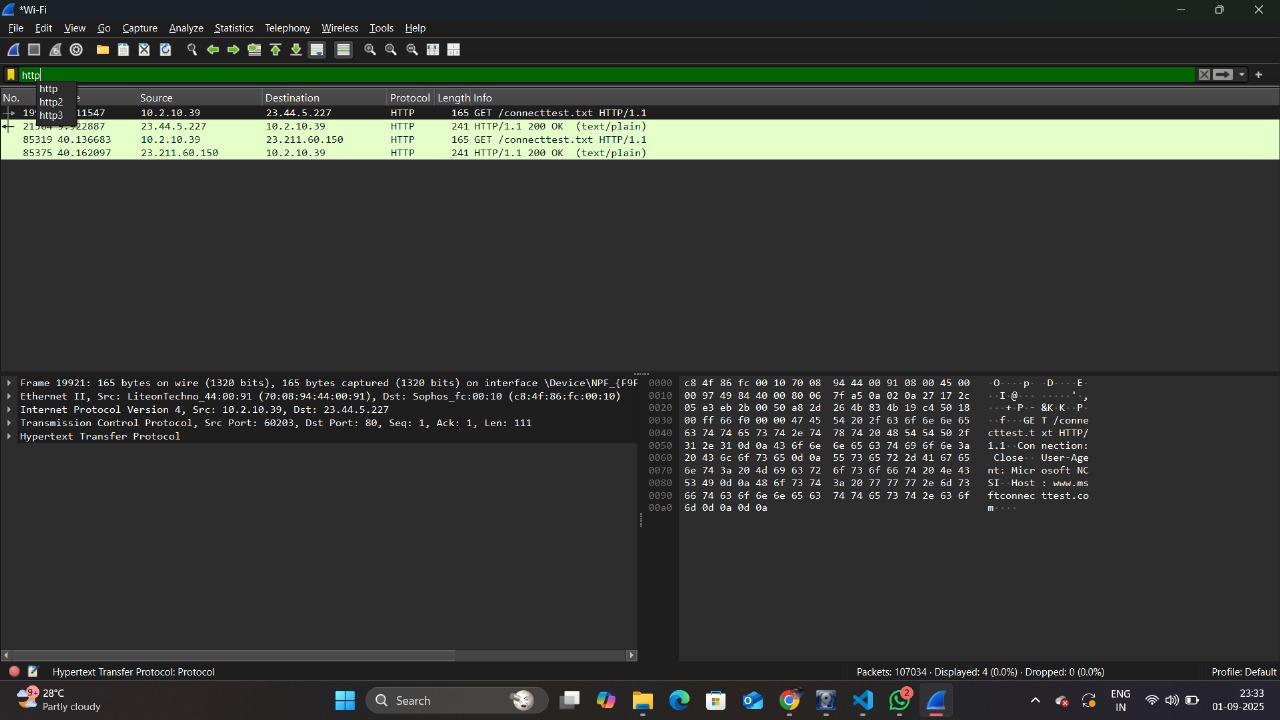 *Wi-Fi
File Edit View Go Capture Analyze Statistics Telephony Wireless Tools Help
http
http
http2
http3
No. Source Destination Protocol Length Info
10.2.10.39 23.44.5.227 HTTP 165 GET /connecttest.txt HTTP/1.1
23.44.5.227 10.2.10.39 HTTP 241 HTTP/1.1 200 OK (text/plain)
85319 40.136683 10.2.10.39 23.211.60.150 HTTP 165 GET /connecttest.txt HTTP/1.1
85375 40.162097 23.211.60.150 10.2.10.39 HTTP 241 HTTP/1.1 200 OK (text/plain)
Frame 19921: 165 bytes on wire (1320 bits), 165 bytes captured (1320 bits) on interface \Device\NPF_{F9F
Ethernet II, Src: LiteonTechno_44:00:91 (70:08:94:44:00:91), Dst: Sophos_fc:00:10 (c8:4f:86:fc:00:10)
Internet Protocol Version 4, Src: 10.2.10.39, Dst: 23.44.5.227
Transmission Control Protocol, Src Port: 60203, Dst Port: 80, Seq: 1, Ack: 1, Len: 111
Hypertext Transfer Protocol
0000 c8 4f 86 fc 00 10 70 08 94 44 00 91 08 00 45 00 ·O····p· ·D····E·
0010 00 97 49 84 40 00 80 06 7f a5 0a 02 0a 27 17 2c ··I·@··· ·····'·,
0020 05 e3 eb 2b 00 50 a8 2d 26 4b 83 4b 19 c4 50 18 ···+·P·- &K·K··P·
0030 00 ff 66 f0 00 00 47 45 54 20 2f 63 6f 6e 6e 65 ··f···GE T /conne
0040 63 74 74 65 73 74 2e 74 78 74 20 48 54 54 50 2f cttest.t xt HTTP/
0050 31 2e 31 0d 0a 43 6f 6e 6e 65 63 74 69 6f 6e 3a 1.1··Con nection:
0060 20 43 6c 6f 73 65 0d 0a 55 73 65 72 2d 41 67 65 Close·· User-Age
0070 6e 74 3a 20 4d 69 63 72 6f 73 6f 66 74 20 4e 43 nt: Micr osoft NC
0080 53 49 0d 0a 48 6f 73 74 3a 20 77 77 77 2e 6d 73 SI··Host : www.ms
0090 66 74 63 6f 6e 6e 65 63 74 74 65 73 74 2e 63 6f ftconnec ttest.co
00a0 6d 0d 0a 0d 0a m····
Hypertext Transfer Protocol: Protocol Packets: 107034 · Displayed: 4 (0.0%) · Dropped: 0 (0.0%) Profile: Default
9+ 28°C
Partly cloudy
Search
2
ENG
IN
23:33
01-09-2025